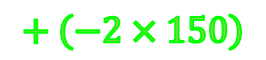 + (−2 × 150)